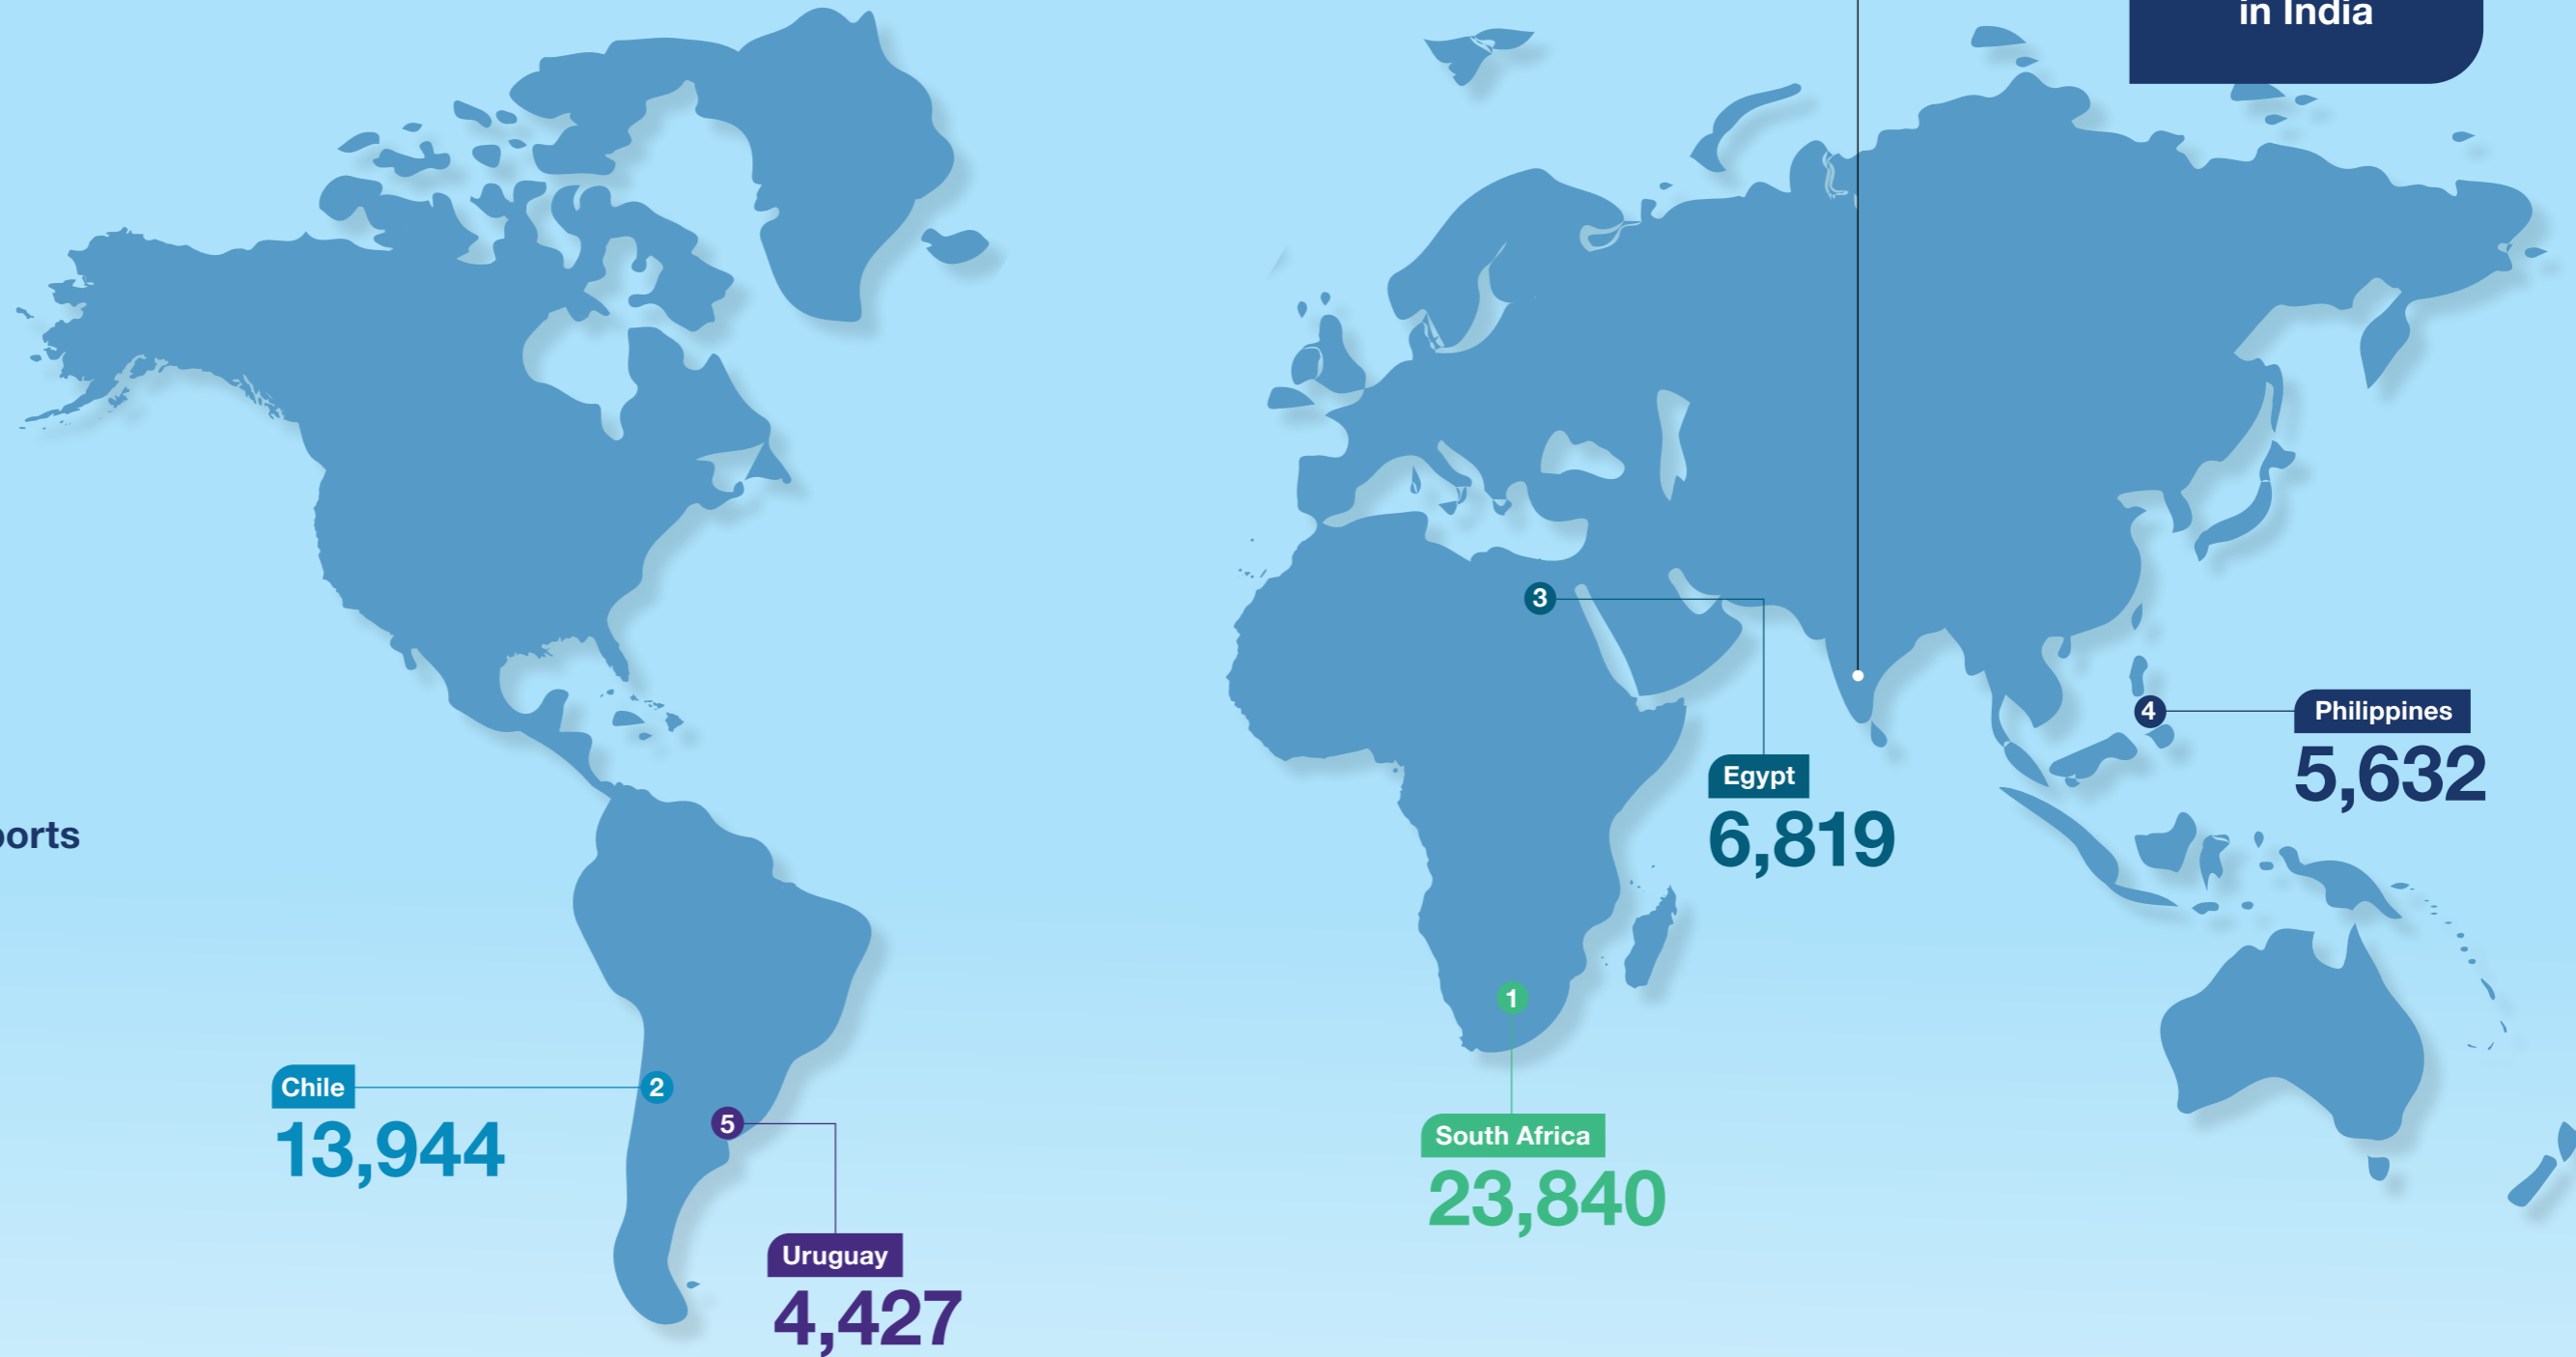 in India
3
4
Philippines
5,632
Egypt
6,819
1
Chile
13,944
2
5
South Africa
23,840
Uruguay
4,427